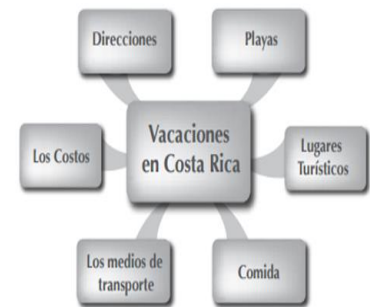 Direcciones
Playas
Vacaciones
en Costa Rica
Los Costos
Lugares
Turísticos
Los medios de
transporte
Comida